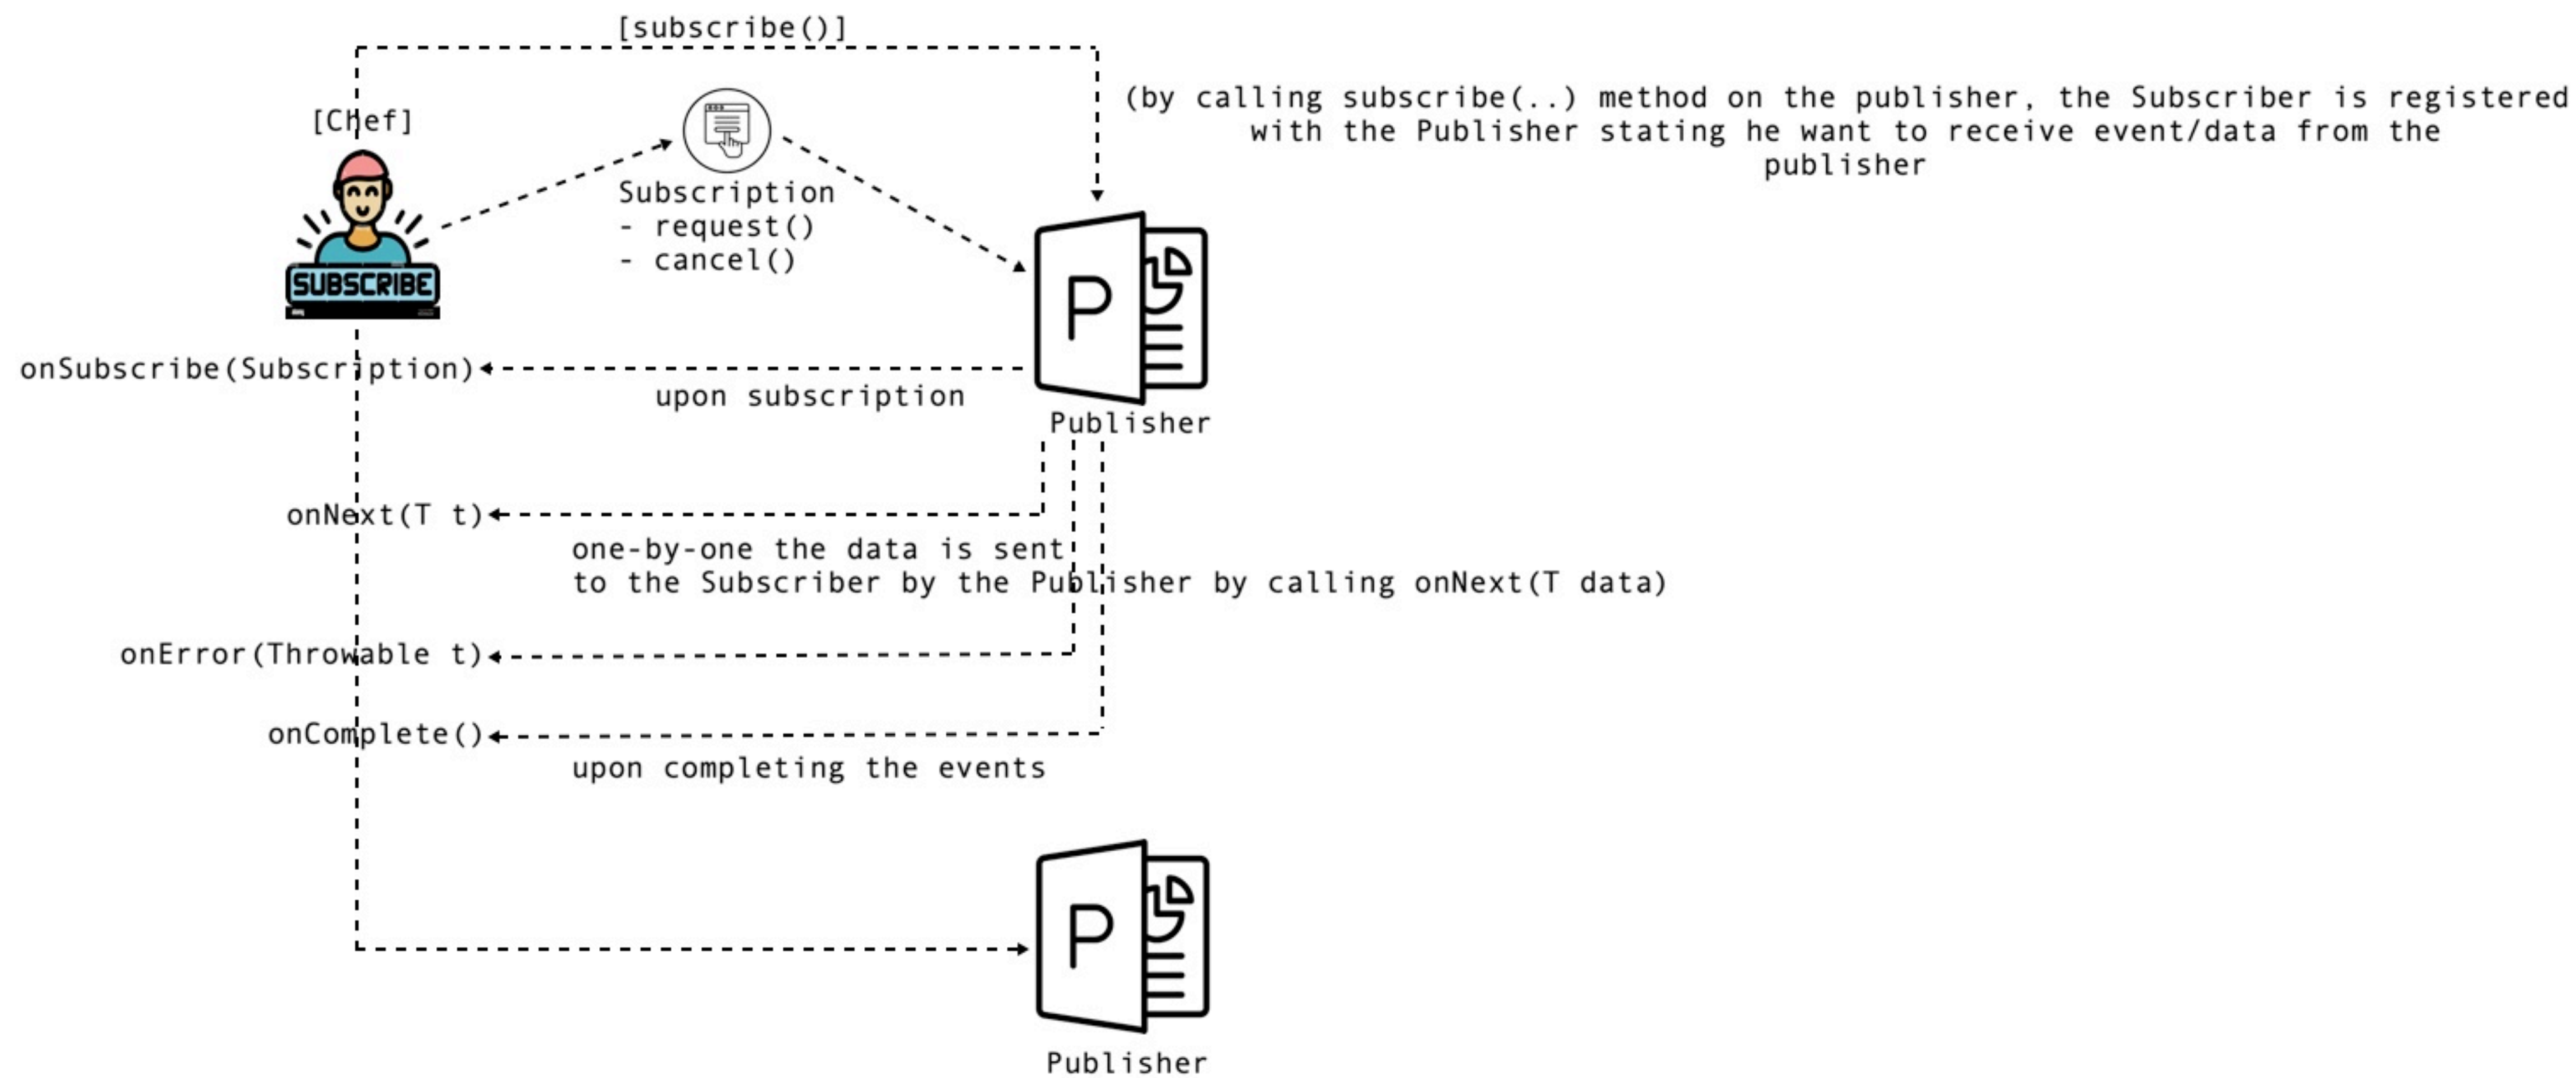 [subscribe()]
(by calling subscribe(..) method on the publisher, the Subscriber is registered
with the Publisher stating he want to receive event/data from the
publisher
[Chef]
SUBSCRIBE
Subscription
- request()
- cancel()
P
onSubscribe(Subscription)
upon subscription
Publisher
onNext(T t)
one-by-one the data is sent
to the Subscriber by the Publisher by calling onNext(T data)
onError(Throwable t)
onComplete()
upon completing the events
P
Publisher